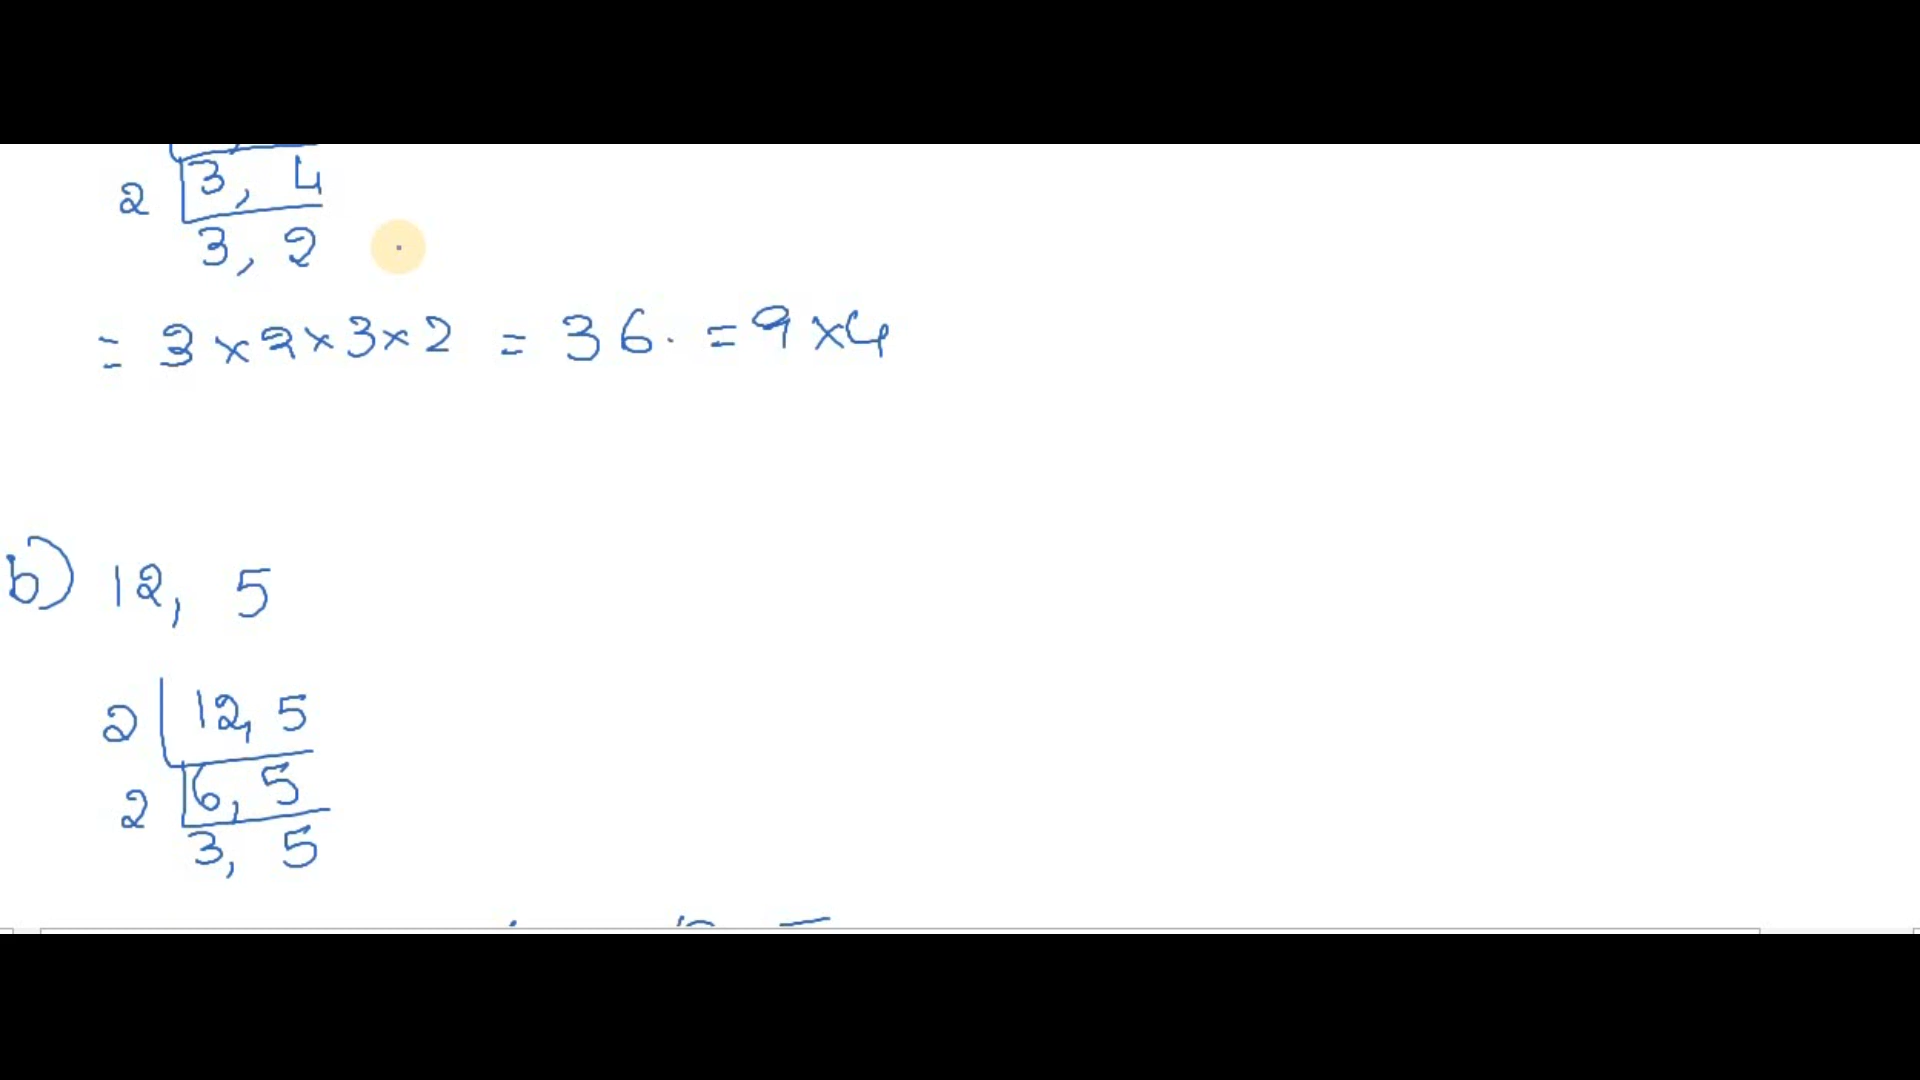 2 3, 4
3, 2
= 3 × 2 × 3 × 2 = 36. = 9 × 4
b) 12, 5
2 12, 5
2 6, 5
3, 5